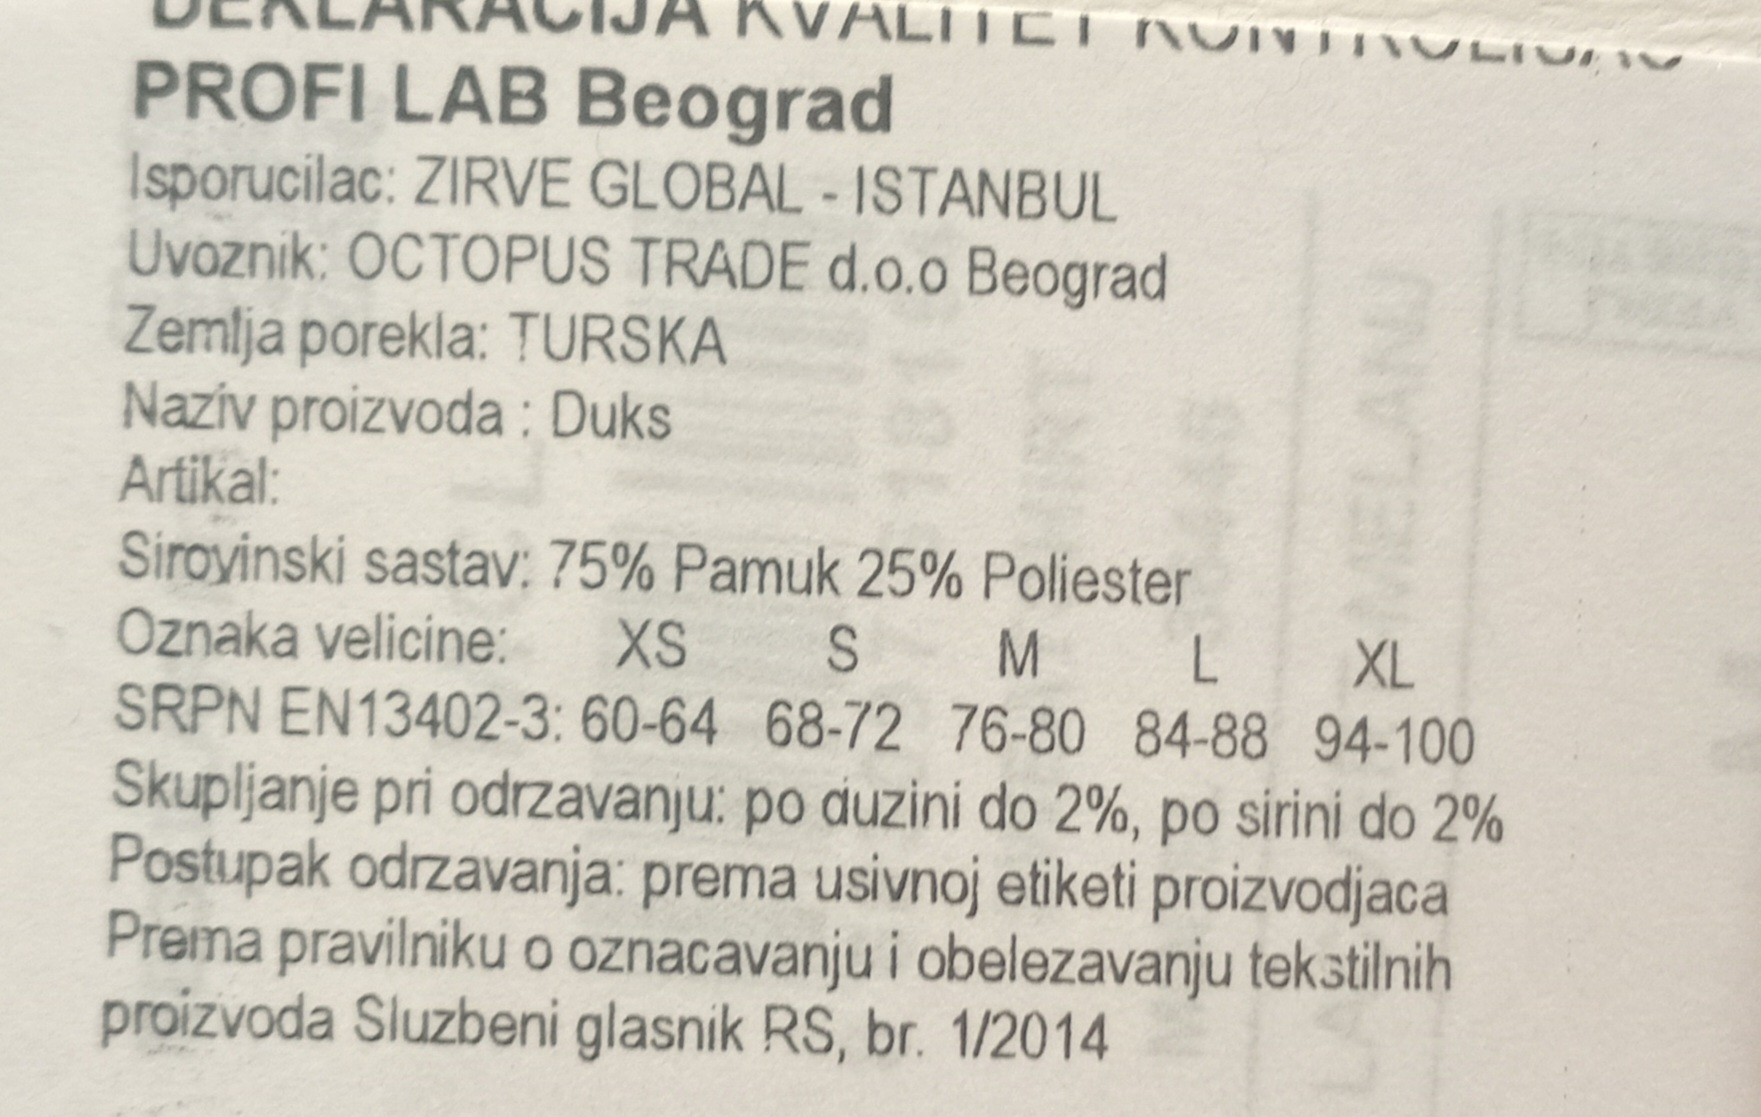 DEKLARACIJA KVALITET KONTROLISAO
PROFI LAB Beograd
Isporucilac: ZIRVE GLOBAL - ISTANBUL
Uvoznik: OCTOPUS TRADE d.o.o Beograd
Zemlja porekla: TURSKA
Naziv proizvoda : Duks
Artikal:
Sirovinski sastav: 75% Pamuk 25% Poliester
Oznaka velicine: XS S M L XL
SRPN EN13402-3: 60-64 68-72 76-80 84-88 94-100
Skupljanje pri odrzavanju: po duzini do 2%, po sirini do 2%
Postupak odrzavanja: prema usivnoj etiketi proizvodjaca
Prema pravilniku o oznacavanju i obelezavanju tekstilnih
proizvoda Sluzbeni glasnik RS, br. 1/2014